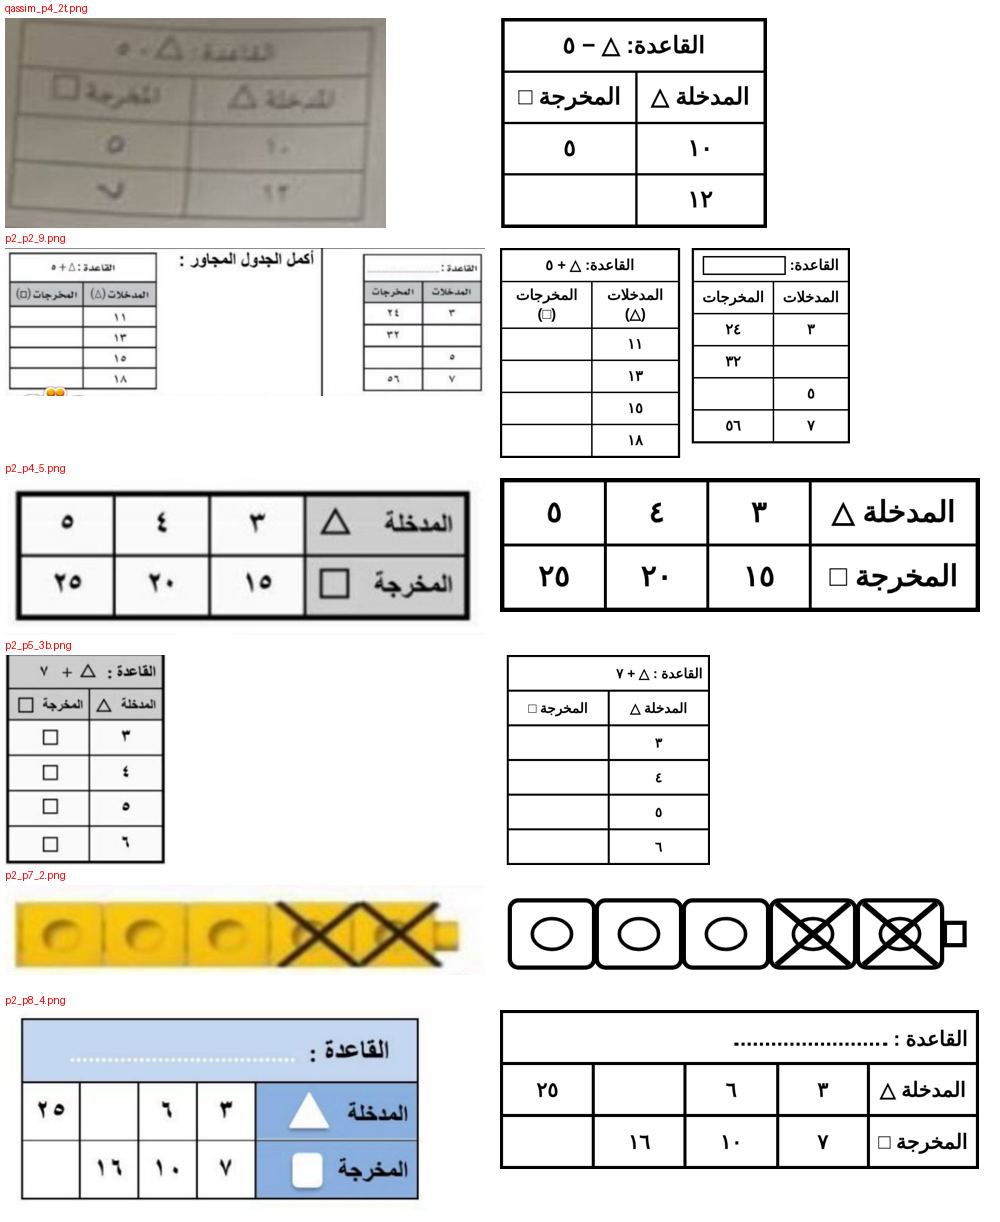 qassim_p4_2t.png
القاعدة: △ - ٥
المدخلة △ المخرجة □
١٠ ٥
١٢ ٧
القاعدة: △ − ٥
المدخلة △ المخرجة □
١٠ ٥
١٢
p2_p2_9.png
القاعدة : ........................
المدخلات المخرجات
٣ ٢٤
٣٢
٥
٧ ٥٦
أكمل الجدول المجاور :
القاعدة : △ + ٥
المدخلات (△) المخرجات (□)
١١
١٣
١٥
١٨
القاعدة:
المدخلات المخرجات
٣ ٢٤
٣٢
٥
٧ ٥٦
القاعدة: △ + ٥
المدخلات المخرجات
(△) (□)
١١
١٣
١٥
١٨
p2_p4_5.png
المدخلة △ ٣ ٤ ٥
المخرجة □ ١٥ ٢٠ ٢٥
المدخلة △ ٣ ٤ ٥
المخرجة □ ١٥ ٢٠ ٢٥
p2_p5_3b.png
القاعدة : △ + ٧
المدخلة △ المخرجة □
٣ □
٤ □
٥ □
٦ □
القاعدة : △ + ٧
المدخلة △ المخرجة □
٣
٤
٥
٦
p2_p7_2.png
p2_p8_4.png
القاعدة : ..................................
المدخلة △ ٣ ٦ ٢٥
المخرجة □ ٧ ١٠ ١٦
القاعدة : .........................
المدخلة △ ٣ ٦ ٢٥
المخرجة □ ٧ ١٠ ١٦